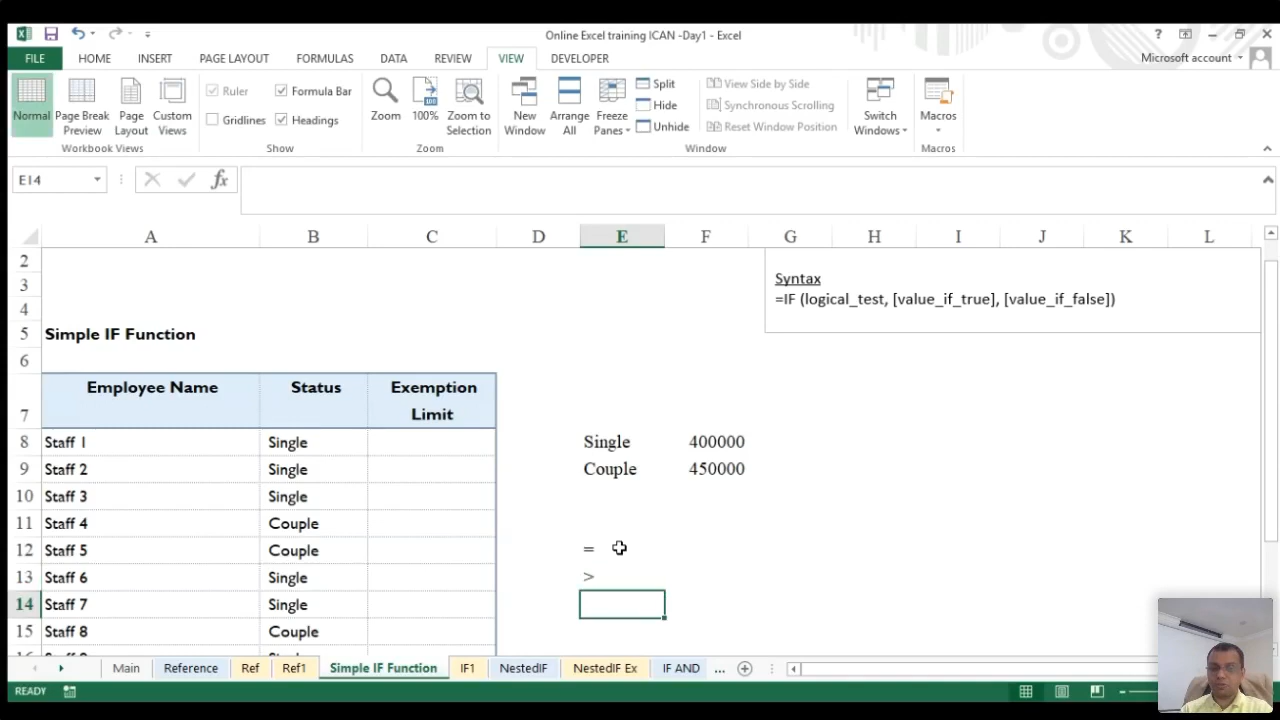 Online Excel training ICAN -Day1 - Excel
?
FILE HOME INSERT PAGE LAYOUT FORMULAS DATA REVIEW VIEW DEVELOPER
Microsoft account
Normal
Page Break Preview
Page Layout
Custom Views
Workbook Views
Ruler
Formula Bar
Gridlines
Headings
Show
Zoom
100%
Zoom to Selection
Zoom
New Window
Arrange All
Freeze Panes
Split
Hide
Unhide
View Side by Side
Synchronous Scrolling
Reset Window Position
Switch Windows
Window
Macros
Macros
E14
fx
A B C D E F G H I J K L
2
3
Syntax
=IF (logical_test, [value_if_true], [value_if_false])
4
5 Simple IF Function
6
7 Employee Name Status Exemption Limit
8 Staff 1 Single Single 400000
9 Staff 2 Single Couple 450000
10 Staff 3 Single
11 Staff 4 Couple
12 Staff 5 Couple =
13 Staff 6 Single >
14 Staff 7 Single
15 Staff 8 Couple
Main Reference Ref Ref1 Simple IF Function IF1 NestedIF NestedIF Ex IF AND ...
READY